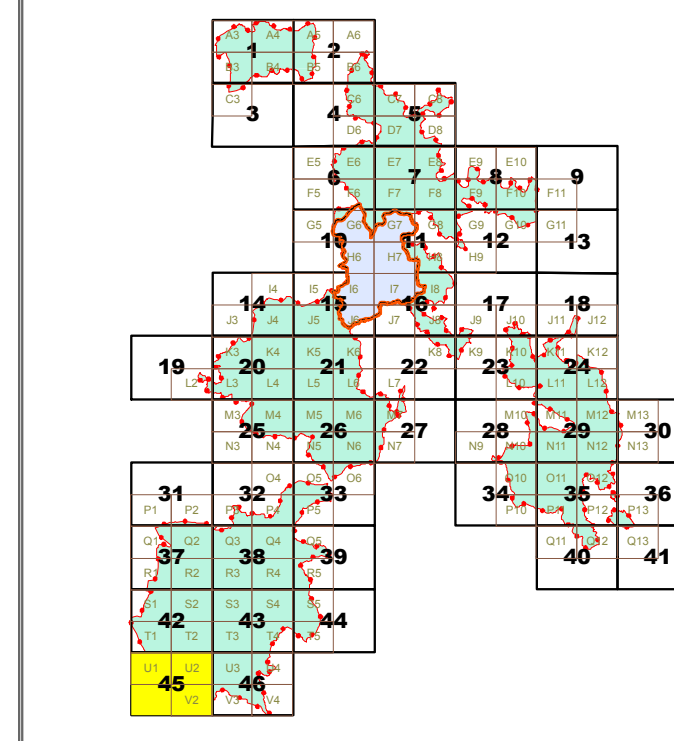 A3 A4 A5 A6
1 2
B3 B4 B5 B6
C3 C6 C7 C8
3 4 5
D6 D7 D8
E5 E6 E7 E8 E9 E10
6 7 8 9
F5 F6 F7 F8 E9 F10 F11
G5 G6 G7 G8 G9 G10 G11
10 11 12 13
H6 H7 H8 H9
I4 I5 I6 I7 I8
14 15 16 17 18
J3 J4 J5 J6 J7 J8 J9 J10 J11 J12
K3 K4 K5 K6 K8 K9 K10 K11 K12
19 20 21 22 23 24
L2 L3 L4 L5 L6 L7 L10 L11 L12
M3 M4 M5 M6 M10 M11 M12 M13
25 26 27 28 29 30
N3 N4 N5 N6 N7 N9 N10 N11 N12 N13
O4 O5 O6 O10 O11 O12
31 32 33 34 35 36
P1 P2 P3 P4 P5 P10 P11 P12 P13
Q1 Q2 Q3 Q4 Q5 Q11 Q12 Q13
37 38 39 40 41
R1 R2 R3 R4 R5
S1 S2 S3 S4 S5
42 43 44
T1 T2 T3 T4 T5
U1 U2 U3 U4
45 46
V2 V3 V4